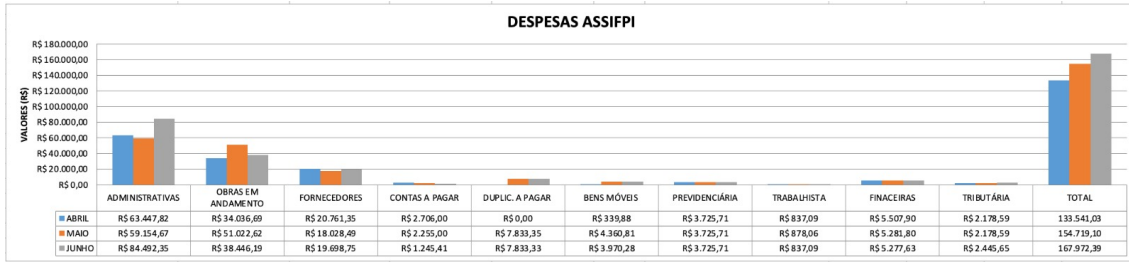 DESPESAS ASSIFPI
VALORES (R$)
R$ 180.000,00
R$ 160.000,00
R$ 140.000,00
R$ 120.000,00
R$ 100.000,00
R$ 80.000,00
R$ 60.000,00
R$ 40.000,00
R$ 20.000,00
R$ 0,00
ADMINISTRATIVAS OBRAS EM ANDAMENTO FORNECEDORES CONTAS A PAGAR DUPLIC. A PAGAR BENS MÓVEIS PREVIDENCIÁRIA TRABALHISTA FINACEIRAS TRIBUTÁRIA TOTAL
ABRIL R$ 63.447,82 R$ 34.036,69 R$ 20.761,35 R$ 2.706,00 R$ 0,00 R$ 339,88 R$ 3.725,71 R$ 837,09 R$ 5.507,90 R$ 2.178,59 133.541,03
MAIO R$ 59.154,67 R$ 51.022,62 R$ 18.028,49 R$ 2.255,00 R$ 7.833,35 R$ 4.360,81 R$ 3.725,71 R$ 878,06 R$ 5.281,80 R$ 2.178,59 154.719,10
JUNHO R$ 84.492,35 R$ 38.446,19 R$ 19.698,75 R$ 1.245,41 R$ 7.833,33 R$ 3.970,28 R$ 3.725,71 R$ 837,09 R$ 5.277,63 R$ 2.445,65 167.972,39